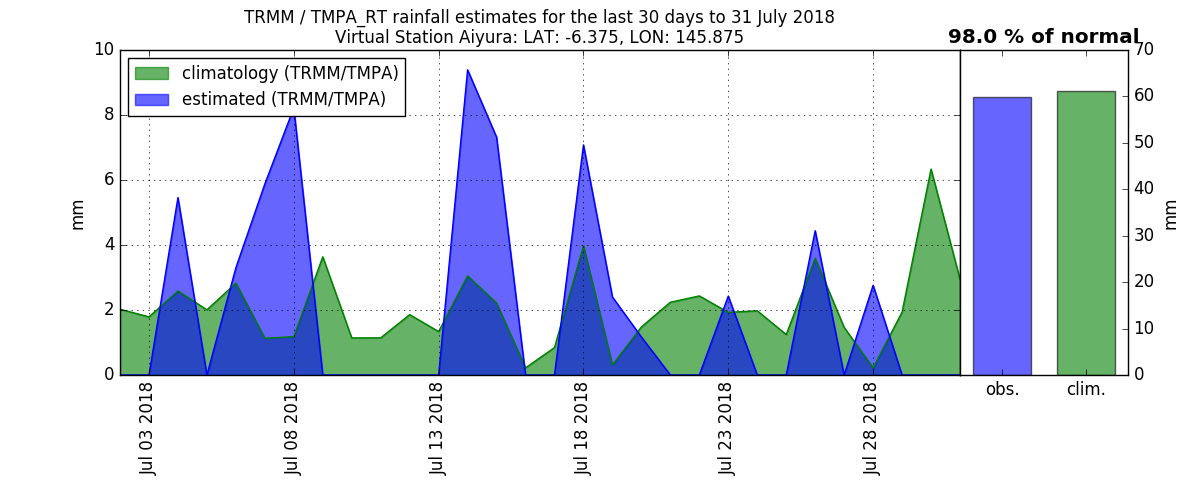 TRMM / TMPA_RT rainfall estimates for the last 30 days to 31 July 2018
Virtual Station Aiyura: LAT: -6.375, LON: 145.875
98.0 % of normal
climatology (TRMM/TMPA)
estimated (TRMM/TMPA)
10
8
6
4
2
0
mm
70
60
50
40
30
20
10
0
mm
Jul 03 2018
Jul 08 2018
Jul 13 2018
Jul 18 2018
Jul 23 2018
Jul 28 2018
obs.
clim.